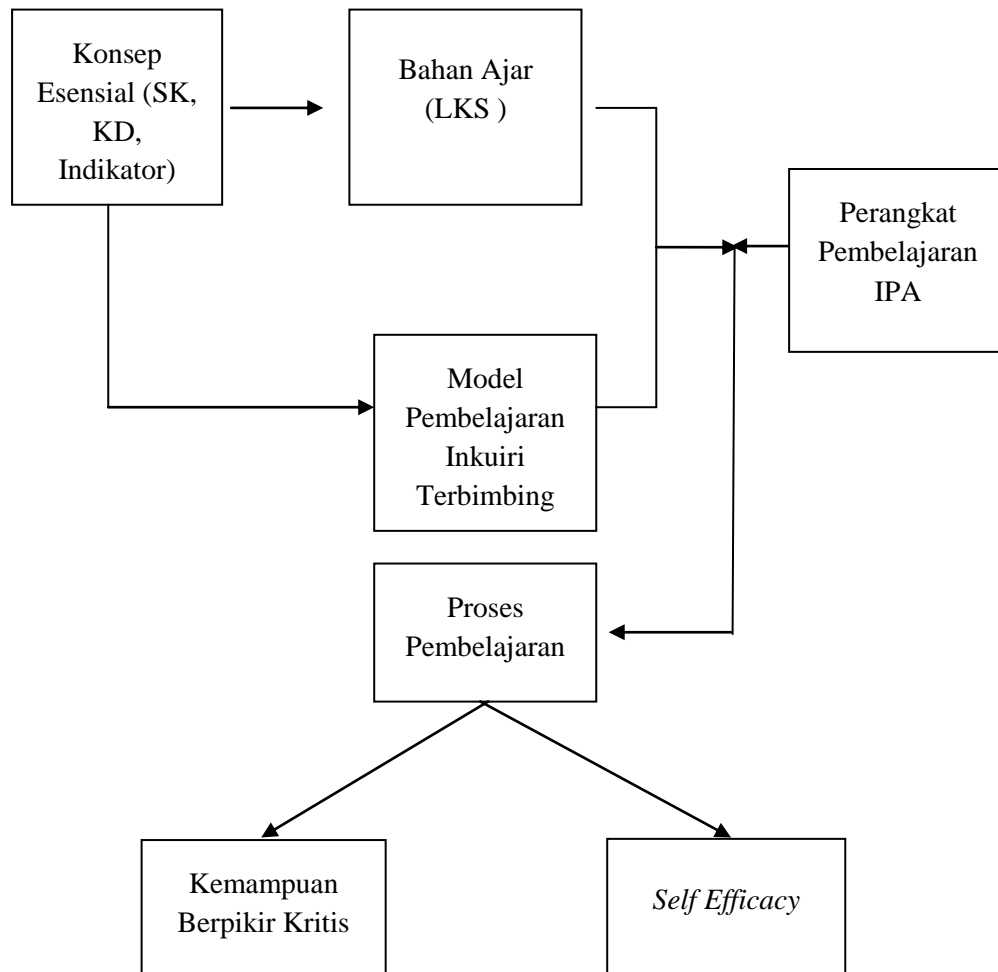 Konsep
Esensial (SK,
KD,
Indikator)
Bahan Ajar
(LKS )
Perangkat
Pembelajaran
IPA
Model
Pembelajaran
Inkuiri
Terbimbing
Proses
Pembelajaran
Kemampuan
Berpikir Kritis
Self Efficacy